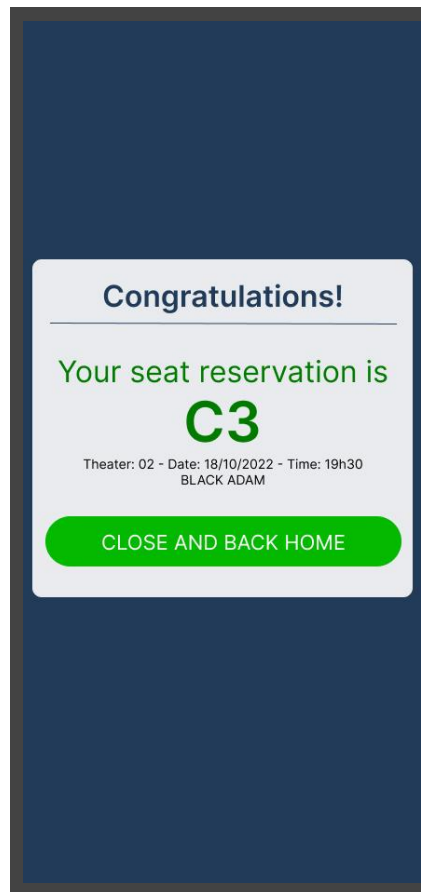 Congratulations!
Your seat reservation is
C3
Theater: 02 - Date: 18/10/2022 - Time: 19h30
BLACK ADAM
CLOSE AND BACK HOME